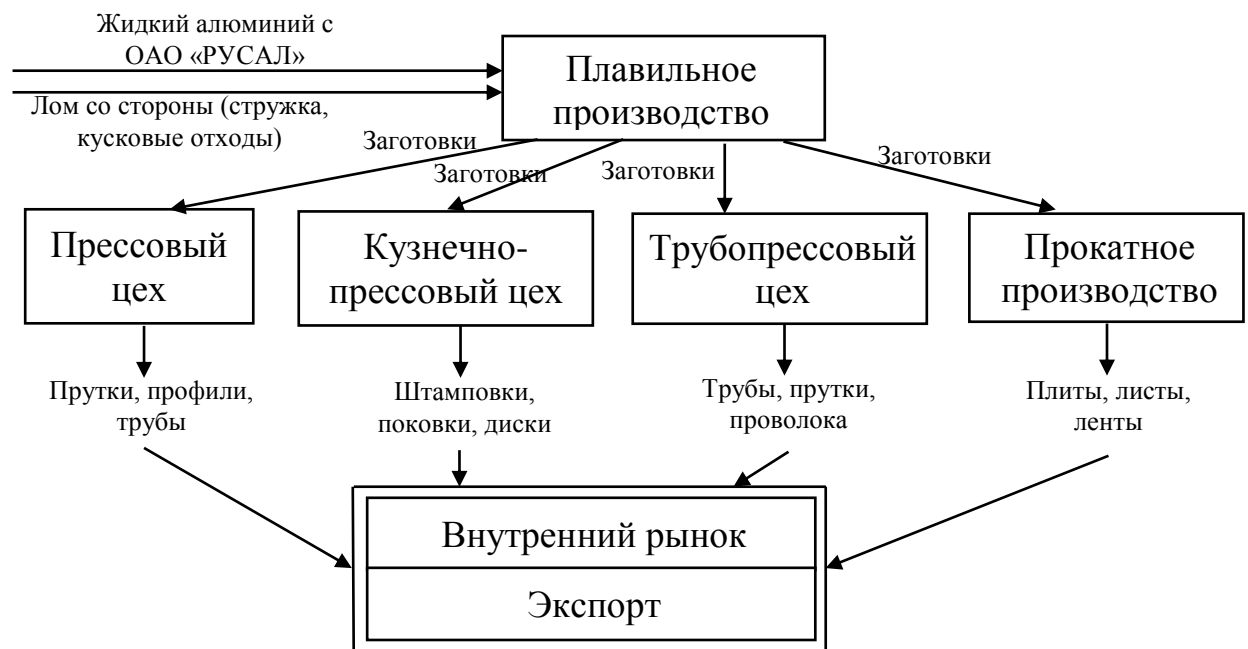 Жидкий алюминий с
ОАО «РУСАЛ»
Лом со стороны (стружка,
кусковые отходы)
Плавильное
производство
Заготовки
Заготовки
Заготовки
Заготовки
Прессовый
цех
Кузнечно-
прессовый цех
Трубопрессовый
цех
Прокатное
производство
Прутки, профили,
трубы
Штамповки,
поковки, диски
Трубы, прутки,
проволока
Плиты, листы,
ленты
Внутренний рынок
Экспорт